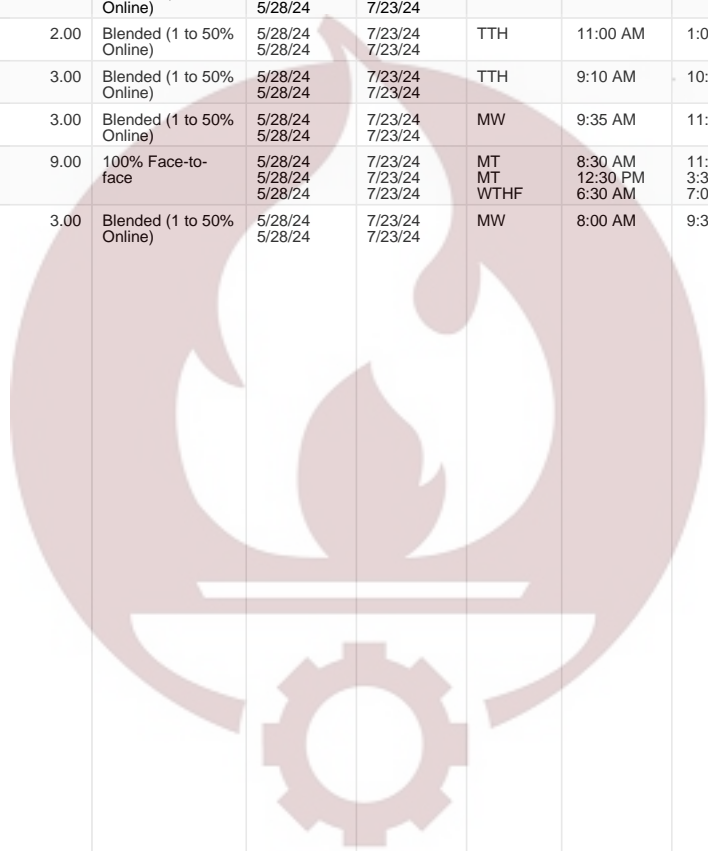 Online) 5/28/24 7/23/24
2.00 Blended (1 to 50% 5/28/24 7/23/24 TTH 11:00 AM
Online) 5/28/24 7/23/24
3.00 Blended (1 to 50% 5/28/24 7/23/24 TTH 9:10 AM
Online) 5/28/24 7/23/24
3.00 Blended (1 to 50% 5/28/24 7/23/24 MW 9:35 AM
Online) 5/28/24 7/23/24
9.00 100% Face-to- 5/28/24 7/23/24 MT 8:30 AM
face 5/28/24 7/23/24 MT 12:30 PM
5/28/24 7/23/24 WTHF 6:30 AM
3.00 Blended (1 to 50% 5/28/24 7/23/24 MW 8:00 AM
Online) 5/28/24 7/23/24